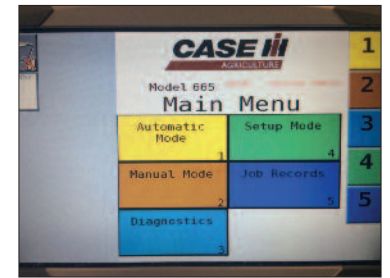 CASE IH
AGRICULTURE
Model 665
Main Menu
Automatic Mode
1
Setup Mode
4
Manual Mode
2
Job Records
5
Diagnostics
3
1
2
3
4
5